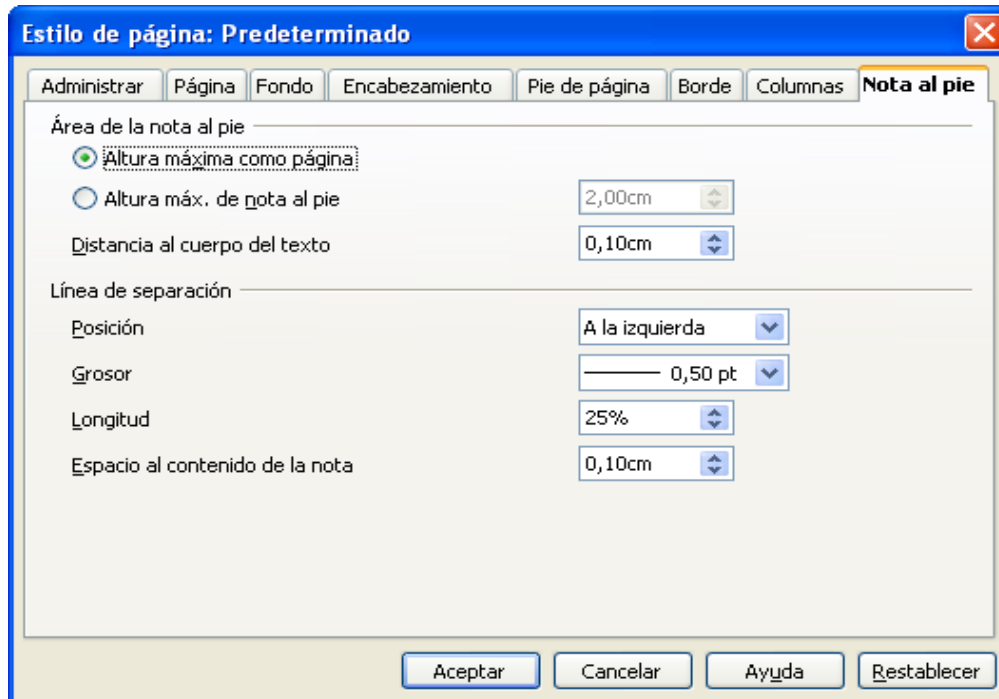 Estilo de página: Predeterminado
Administrar Página Fondo Encabezamiento Pie de página Borde Columnas Nota al pie
Área de la nota al pie
Altura máxima como página
Altura máx. de nota al pie 2,00cm
Distancia al cuerpo del texto 0,10cm
Línea de separación
Posición A la izquierda
Grosor 0,50 pt
Longitud 25%
Espacio al contenido de la nota 0,10cm
Aceptar Cancelar Ayuda Restablecer